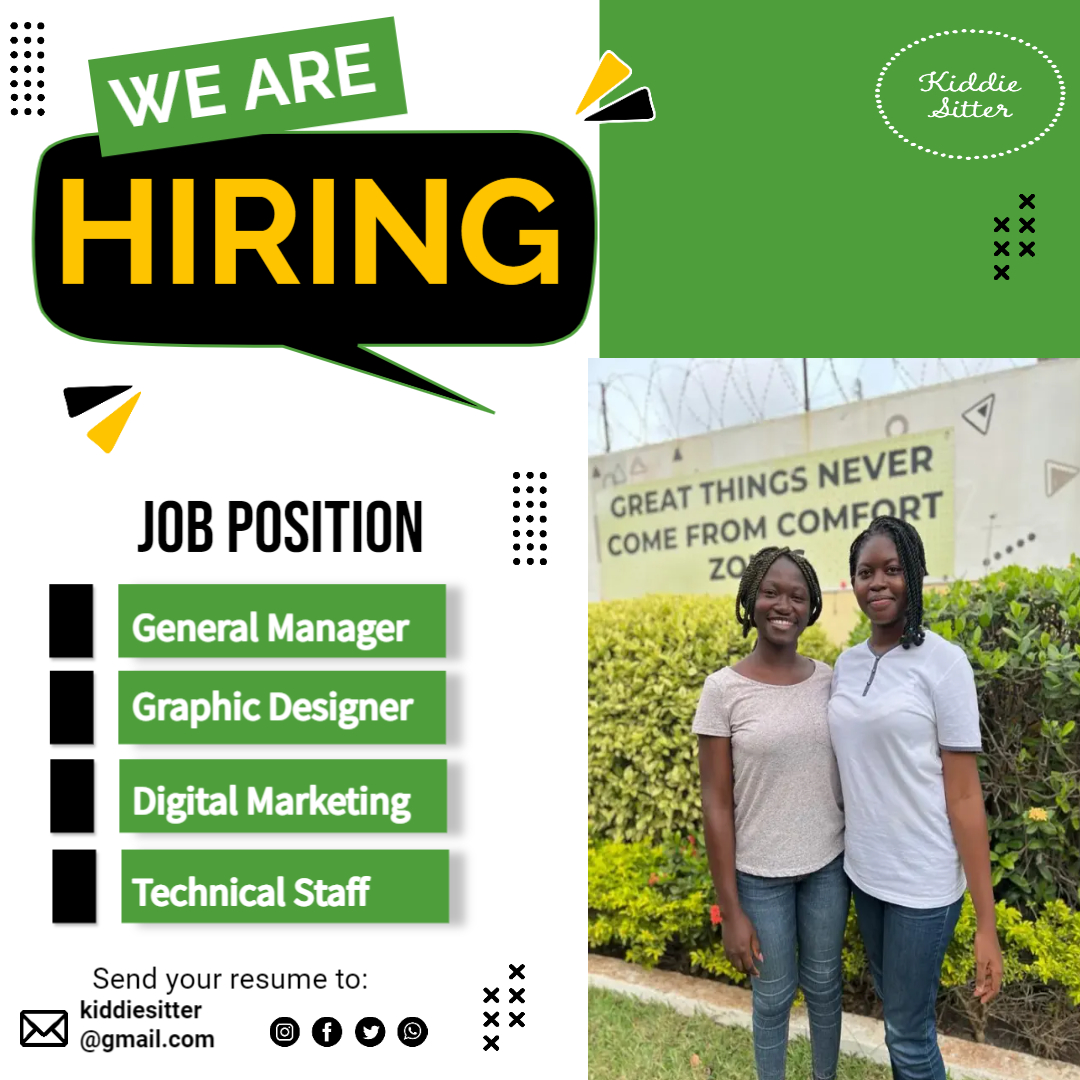 WE ARE
HIRING
Kiddie
Sitter
GREAT THINGS NEVER
COME FROM COMFORT
JOB POSITION
General Manager
Graphic Designer
Digital Marketing
Technical Staff
Send your resume to:
kiddiesitter
@gmail.com